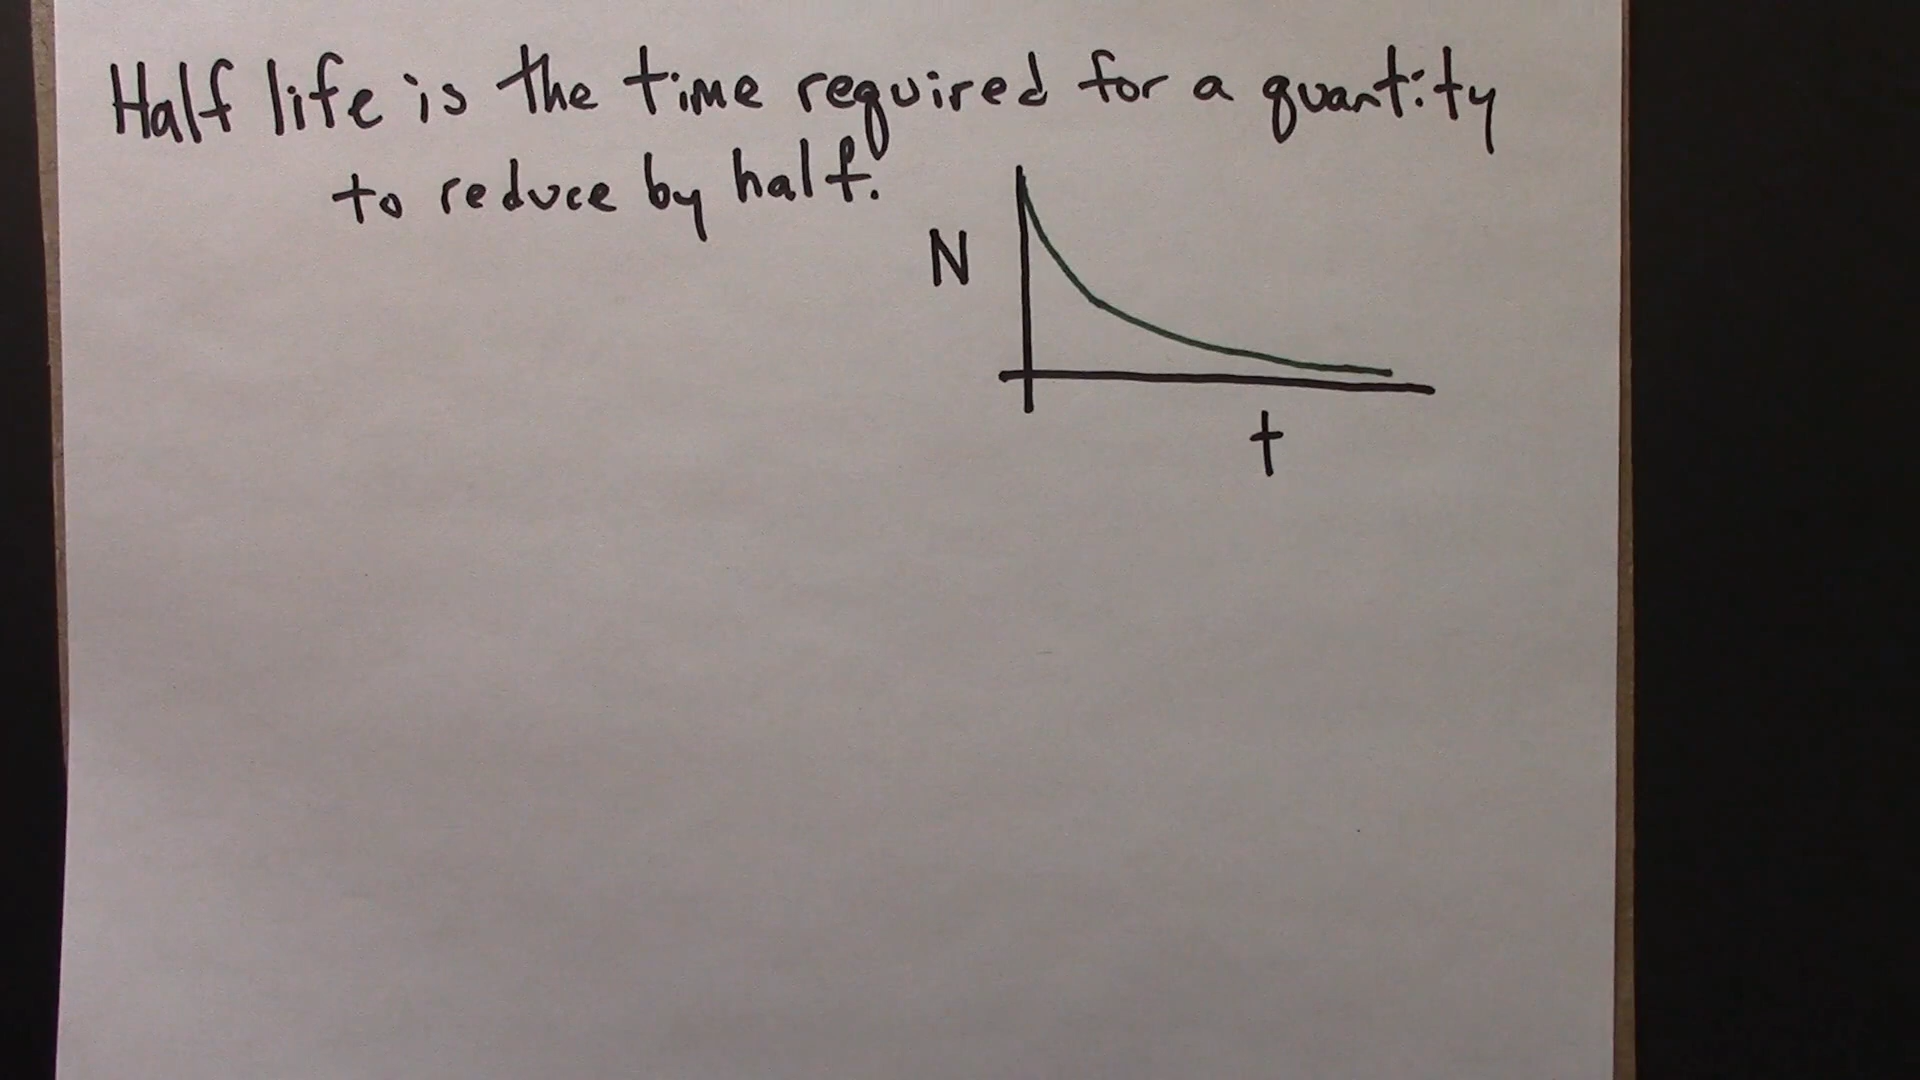 Half life is the time required for a quantity
to reduce by half.
N
t